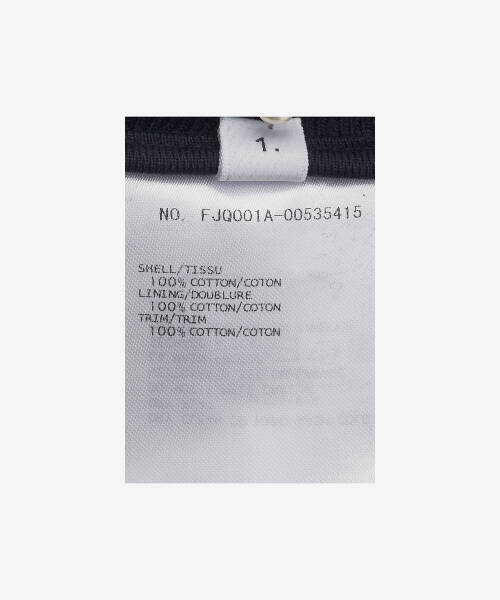 1.
NO. FJQ001A-00535415
SHELL/TISSU
100% COTTON/COTON
LINING/DOUBLURE
100% COTTON/COTON
TRIM/TRIM
100% COTTON/COTON